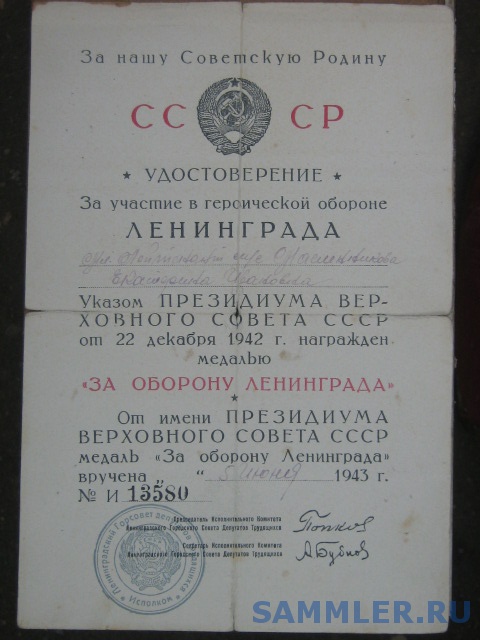 За нашу Советскую Родину
СССР
★ УДОСТОВЕРЕНИЕ ★
За участие в героической обороне
ЛЕНИНГРАДА
Екатерина
Указом ПРЕЗИДИУМА ВЕР-
ХОВНОГО СОВЕТА СССР
от 22 декабря 1942 г. награжден
медалью
«ЗА ОБОРОНУ ЛЕНИНГРАДА»
★
От имени ПРЕЗИДИУМА
ВЕРХОВНОГО СОВЕТА СССР
медаль «За оборону Ленинграда»
вручена „ “ 5 июня 1943 г.
№ И 13580
Председатель Исполнительного Комитета
Ленинградского Городского Совета Депутатов Трудящихся
Попков
Секретарь Исполнительного Комитета
Ленинградского Городского Совета Депутатов Трудящихся
А Бубнов
Исполком
SAMMLER.RU